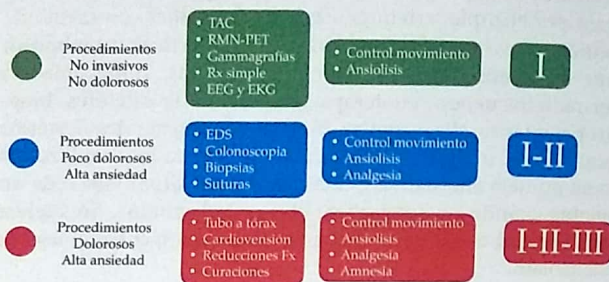 Procedimientos
No invasivos
No dolorosos
• TAC
• RMN-PET
• Gammagrafías
• Rx simple
• EEG y EKG
• Control movimiento
• Ansiolisis
I
Procedimientos
Poco dolorosos
Alta ansiedad
• EDS
• Colonoscopia
• Biopsias
• Suturas
• Control movimiento
• Ansiolisis
• Analgesia
I-II
Procedimientos
Dolorosos
Alta ansiedad
• Tubo a tórax
• Cardiovensión
• Reducciones Fx
• Curaciones
• Control movimiento
• Ansiolisis
• Analgesia
• Amnesia
I-II-III